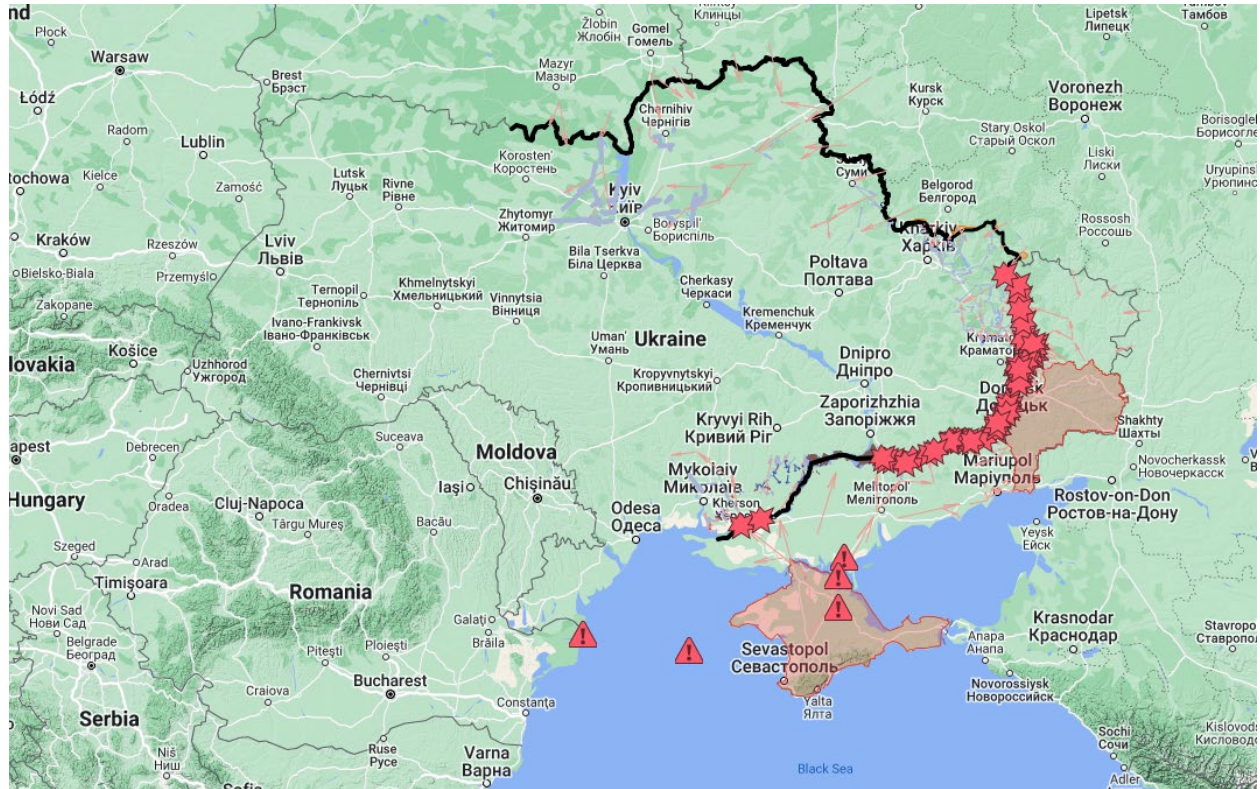 nd
Płock
Warsaw
Łódź
Radom
Lublin
Kielce
Zamość
Kraków
Rzeszów
Bielsko-Biala
Przemyśl
Zakopane
Košice
Uzhhorod
Ужгород
Brest
Брэст
Žlobin
Жлобін
Gomel
Гомель
Mazyr
Мазыр
Клинцы
Chernihiv
Чернігів
Korosten'
Коростень
Lutsk
Луцьк
Rivne
Рівне
Zhytomyr
Житомир
Kyiv
Київ
Boryspil'
Бориспіль
Bila Tserkva
Біла Церква
Lviv
Львів
Ternopil
Тернопіль
Khmelnytskyi
Хмельницький
Vinnytsia
Вінниця
Ivano-Frankivsk
Івано-Франківськ
Chernivtsi
Чернівці
Cherkasy
Черкаси
Uman'
Умань
Ukraine
Kropyvnytskyi
Кропивницький
Kremenchuk
Кременчук
Poltava
Полтава
Суми
Kursk
Курск
Lipetsk
Липецк
Tambov
Тамбов
Voronezh
Воронеж
Stary Oskol
Старый Оскол
Liski
Лиски
Belgorod
Белгород
Rossosh
Россошь
Харків
Dnipro
Дніпро
Zaporizhzhia
Запоріжжя
Kryvyi Rih
Кривий Ріг
Mykolaiv
Миколаїв
Kherson
Melitopol'
Мелітополь
Mariupol
Маріуполь
Shakhty
Шахты
Novocherkassk
Новочеркасск
Rostov-on-Don
Ростов-на-Дону
Yeysk
Ейск
Krasnodar
Краснодар
Anapa
Анапа
Novorossiysk
Новороссийск
Sochi
Сочи
Adler
Адлер
Sevastopol
Севастополь
Yalta
Ялта
Black Sea
Odesa
Одеса
Moldova
Chișinău
Iași
Suceava
Bacău
Debrecen
Hungary
Oradea
Cluj-Napoca
Târgu Mureș
Szeged
Arad
Timișoara
Romania
Novi Sad
Нови Сад
Belgrade
Београд
Serbia
Niš
Ниш
Craiova
Pitești
Ploiești
Bucharest
Galați
Brăila
Constanța
Ruse
Русе
Varna
Варна